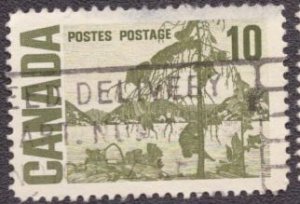 CANADA
POSTES POSTAGE
10
DELIVERY